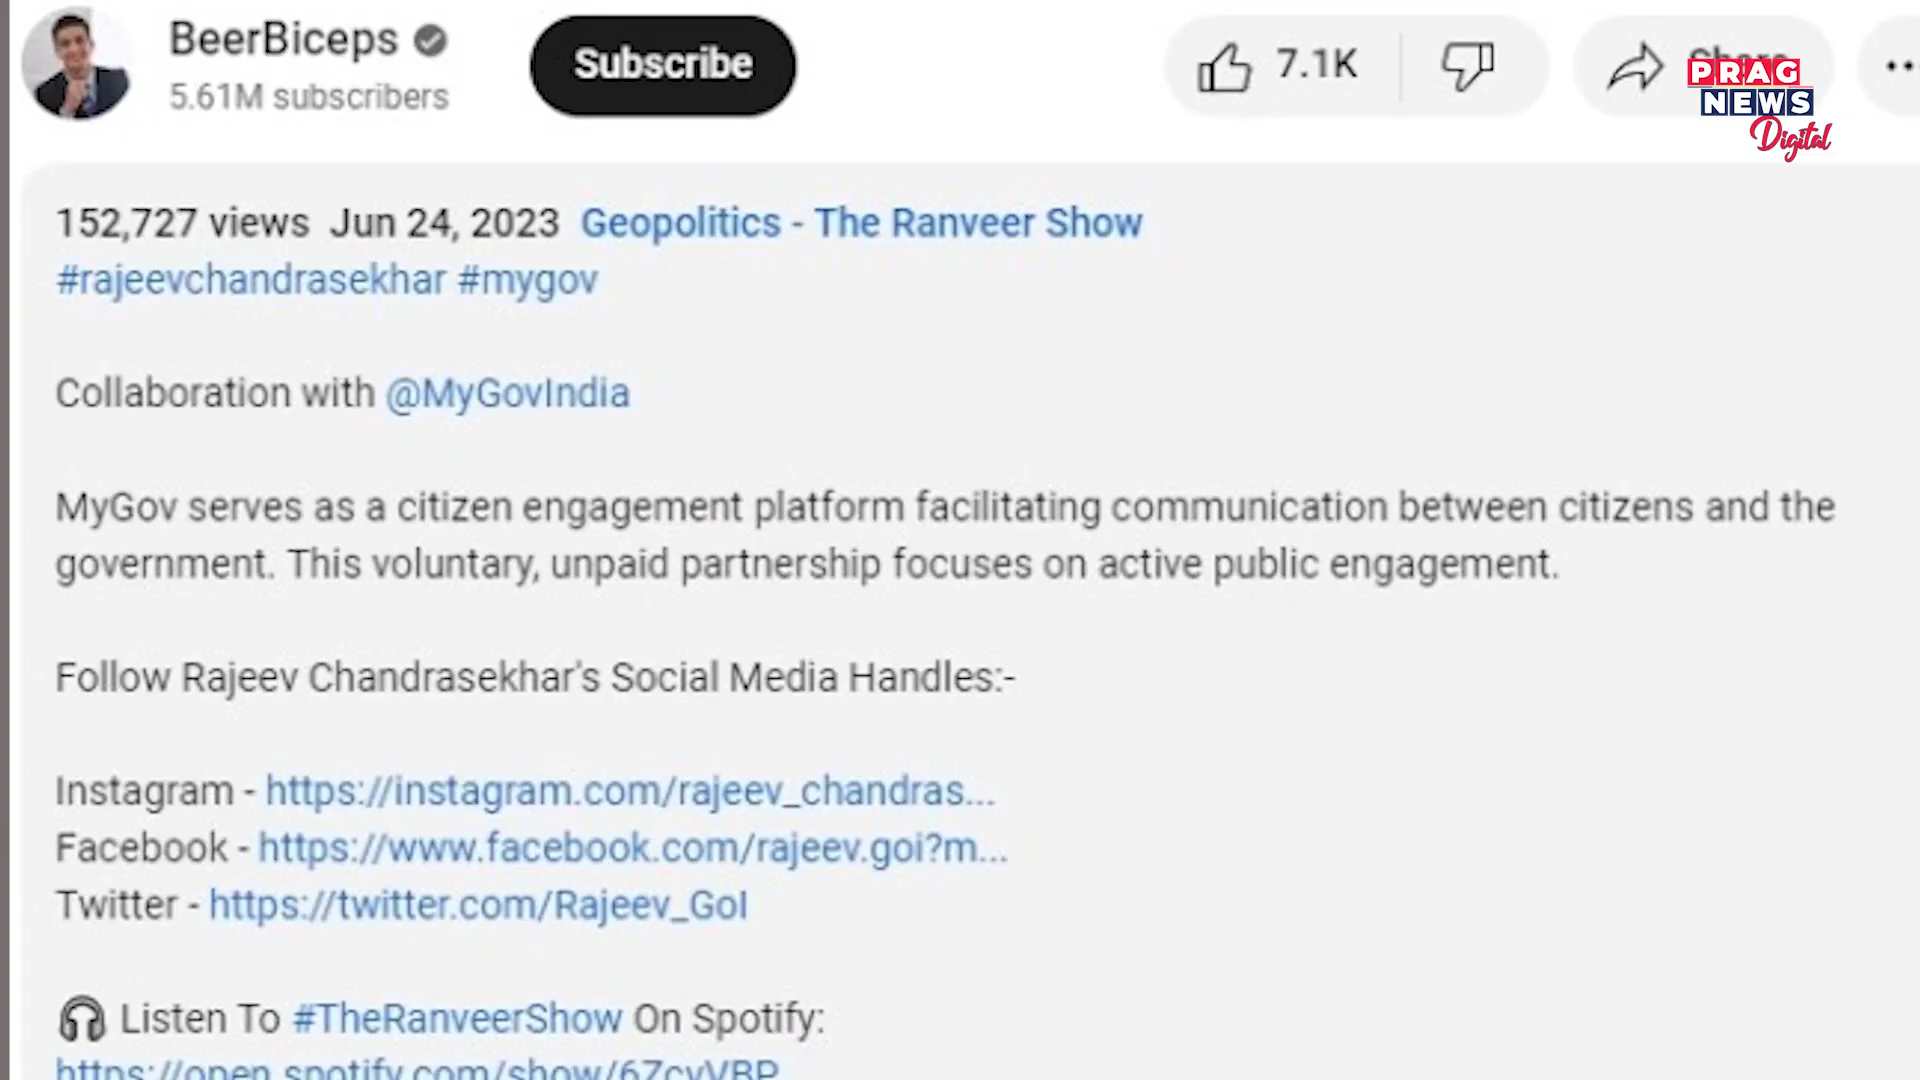 BeerBiceps
5.61M subscribers
Subscribe
7.1K
Share
PRAG
NEWS
Digital
152,727 views Jun 24, 2023 Geopolitics - The Ranveer Show
#rajeevchandrasekhar #mygov
Collaboration with @MyGovIndia
MyGov serves as a citizen engagement platform facilitating communication between citizens and the
government. This voluntary, unpaid partnership focuses on active public engagement.
Follow Rajeev Chandrasekhar's Social Media Handles:-
Instagram - https://instagram.com/rajeev_chandras...
Facebook - https://www.facebook.com/rajeev.goi?m...
Twitter - https://twitter.com/Rajeev_GoI
Listen To #TheRanveerShow On Spotify: